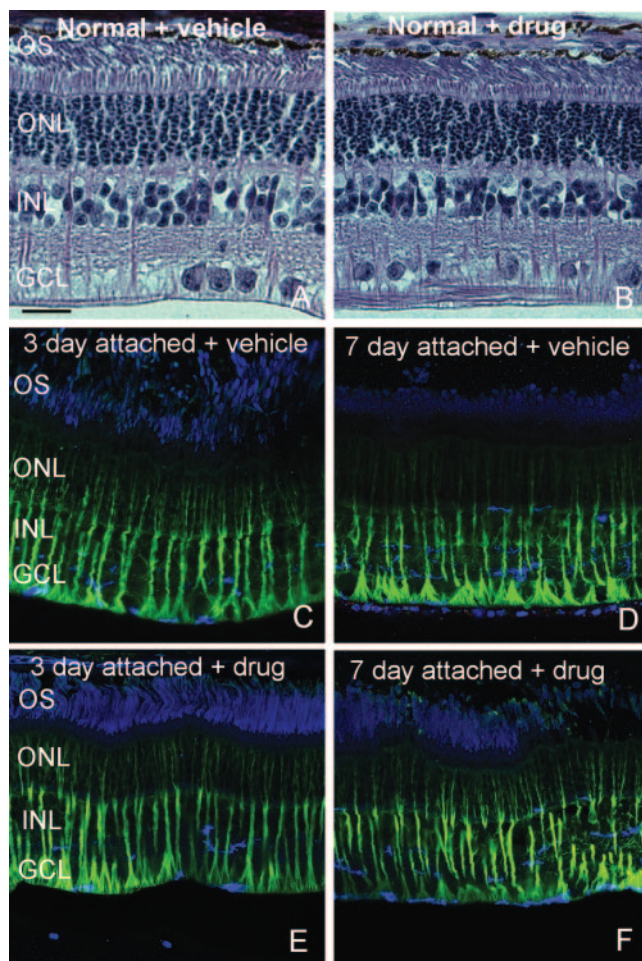 Normal + vehicle
OS
ONL
INL
GCL
A
Normal + drug
B
3 day attached + vehicle
OS
ONL
INL
GCL
C
7 day attached + vehicle
D
3 day attached + drug
OS
ONL
INL
GCL
E
7 day attached + drug
F